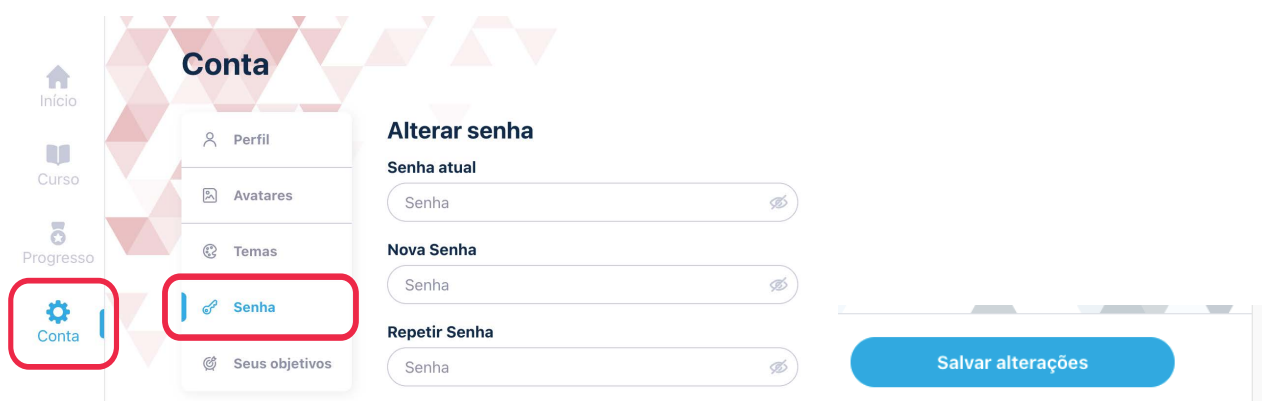 Início
Curso
Progresso
Conta
Conta
Perfil
Avatares
Temas
Senha
Seus objetivos
Alterar senha
Senha atual
Senha
Nova Senha
Senha
Repetir Senha
Senha
Salvar alterações